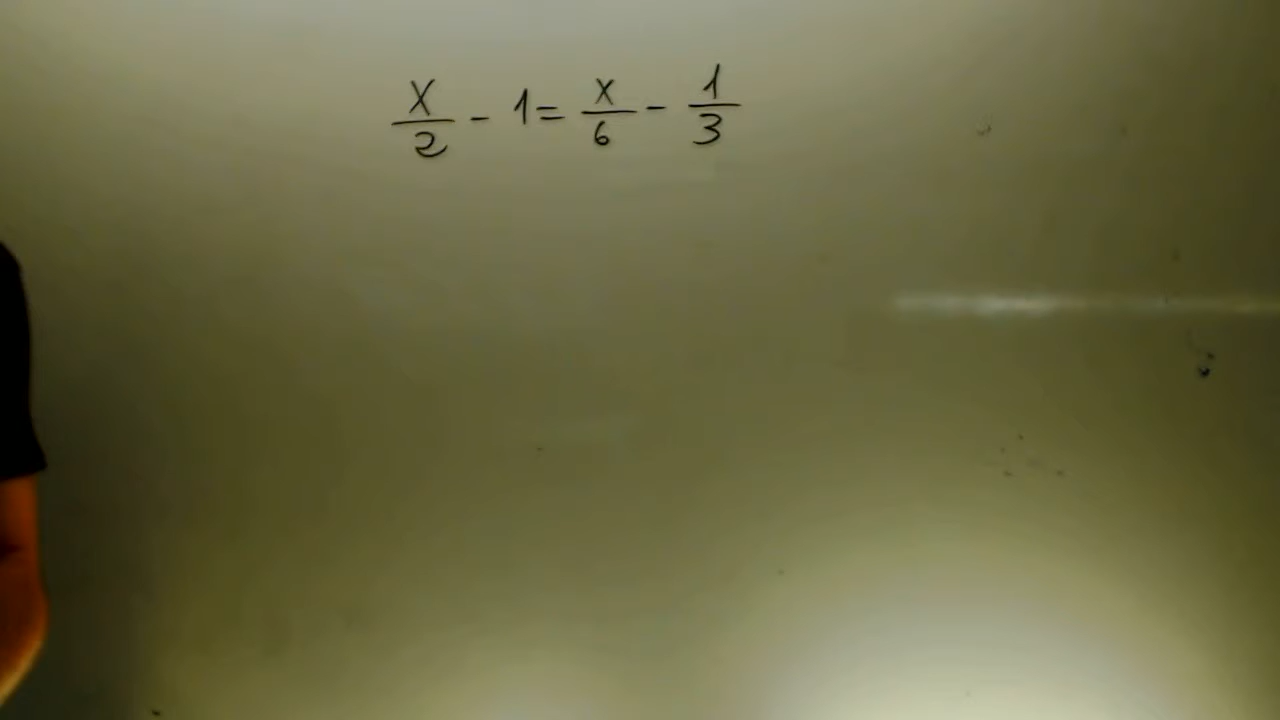 x/2 - 1 = x/6 - 1/3